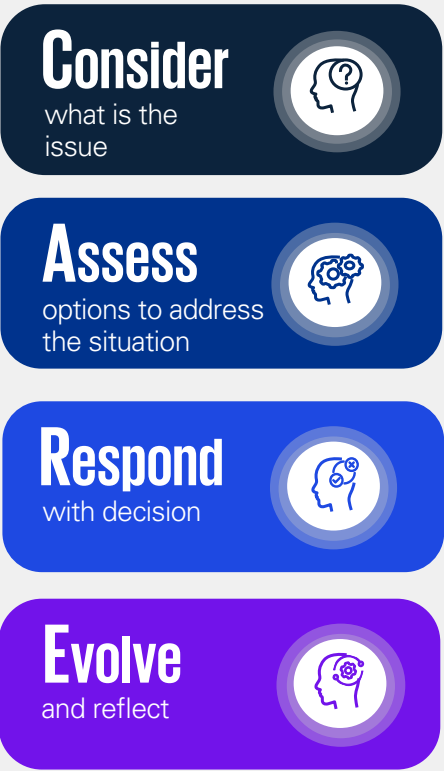 Consider
what is the
issue
?
Assess
options to address
the situation
Respond
with decision
Evolve
and reflect